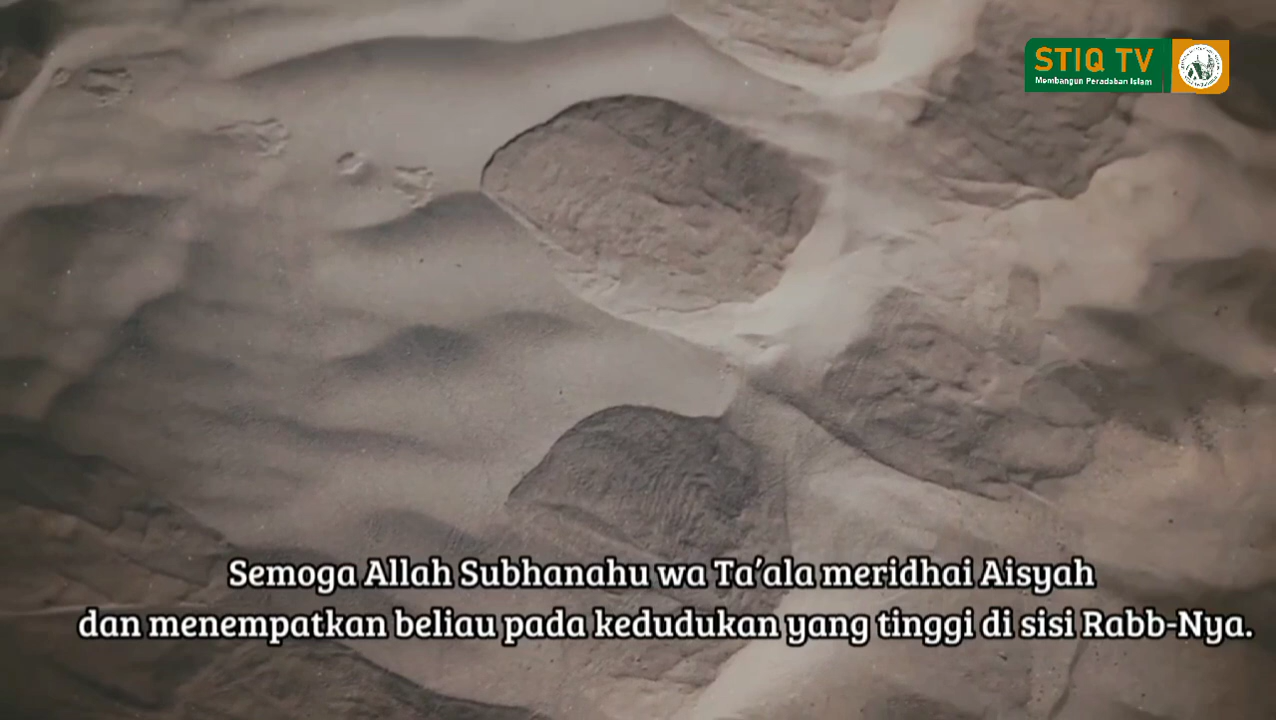 STIQ TV
Membangun Peradaban Islam
Semoga Allah Subhanahu wa Ta'ala meridhai Aisyah
dan menempatkan beliau pada kedudukan yang tinggi di sisi Rabb-Nya.